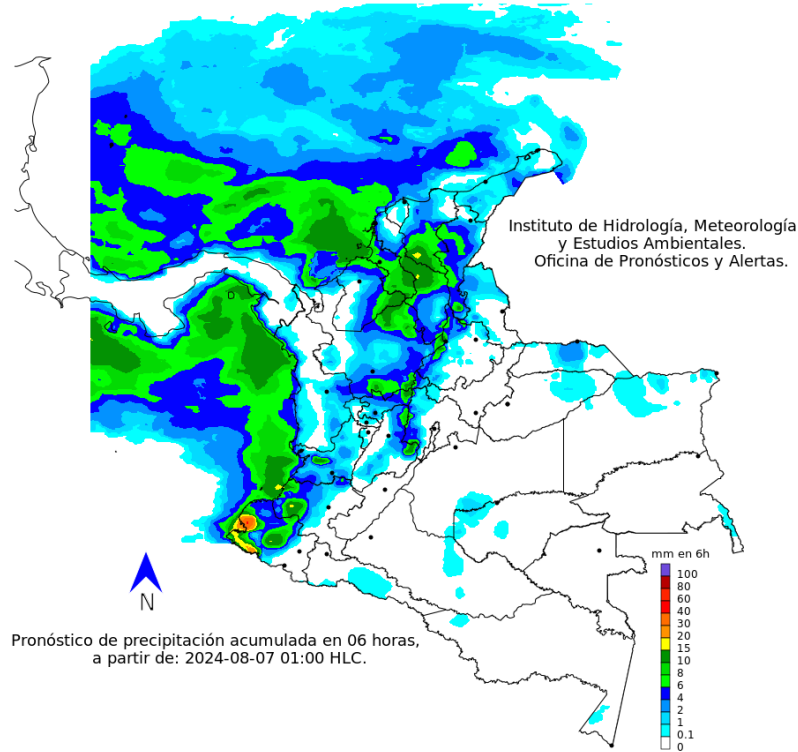 Instituto de Hidrología, Meteorología
y Estudios Ambientales.
Oficina de Pronósticos y Alertas.
mm en 6h
100
80
60
40
30
20
15
10
8
6
4
2
1
0.1
0
N
Pronóstico de precipitación acumulada en 06 horas,
a partir de: 2024-08-07 01:00 HLC.